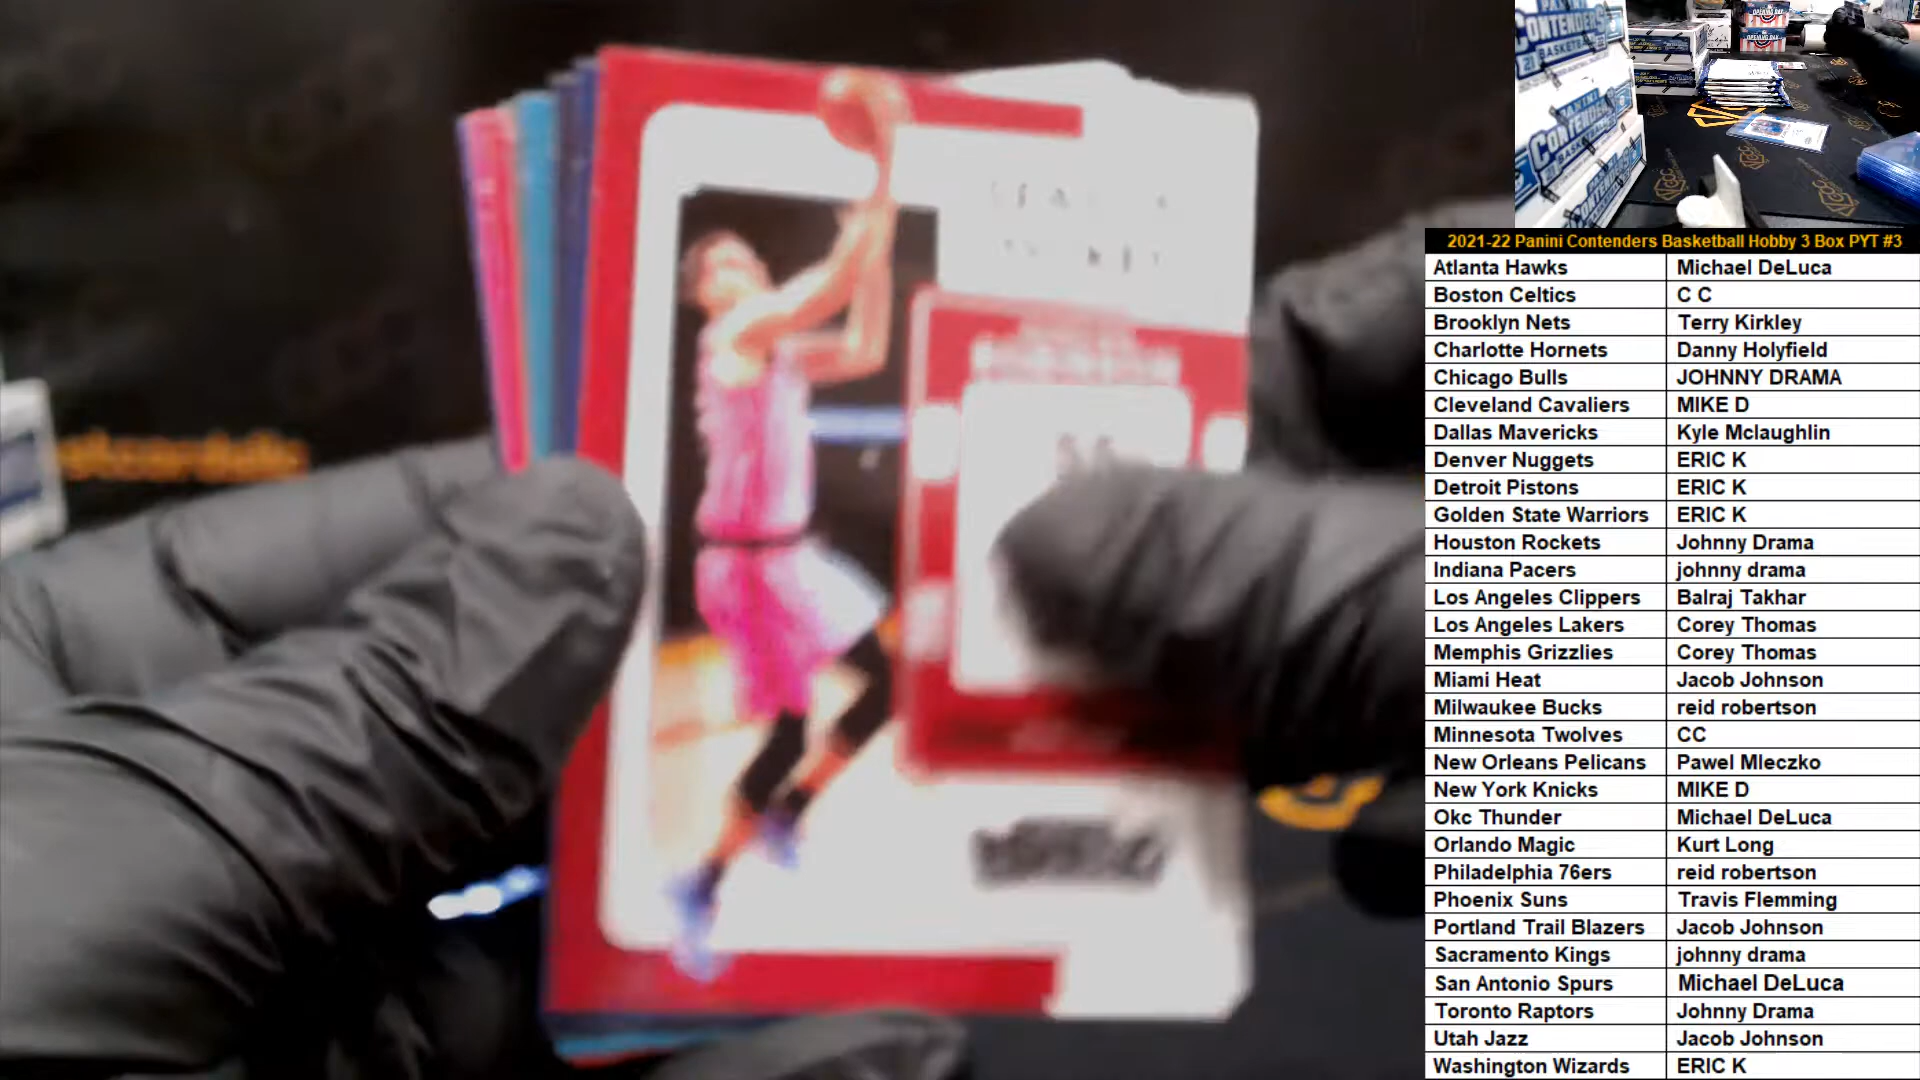 PANINI
CONTENDERS
BASKETBALL
OPENING DAY
CONTENDERS
2021-22 Panini Contenders Basketball Hobby 3 Box PYT #3
Atlanta Hawks Michael DeLuca
Boston Celtics C C
Brooklyn Nets Terry Kirkley
Charlotte Hornets Danny Holyfield
Chicago Bulls JOHNNY DRAMA
Cleveland Cavaliers MIKE D
Dallas Mavericks Kyle Mclaughlin
Denver Nuggets ERIC K
Detroit Pistons ERIC K
Golden State Warriors ERIC K
Houston Rockets Johnny Drama
Indiana Pacers johnny drama
Los Angeles Clippers Balraj Takhar
Los Angeles Lakers Corey Thomas
Memphis Grizzlies Corey Thomas
Miami Heat Jacob Johnson
Milwaukee Bucks reid robertson
Minnesota Twolves CC
New Orleans Pelicans Pawel Mleczko
New York Knicks MIKE D
Okc Thunder Michael DeLuca
Orlando Magic Kurt Long
Philadelphia 76ers reid robertson
Phoenix Suns Travis Flemming
Portland Trail Blazers Jacob Johnson
Sacramento Kings johnny drama
San Antonio Spurs Michael DeLuca
Toronto Raptors Johnny Drama
Utah Jazz Jacob Johnson
Washington Wizards ERIC K